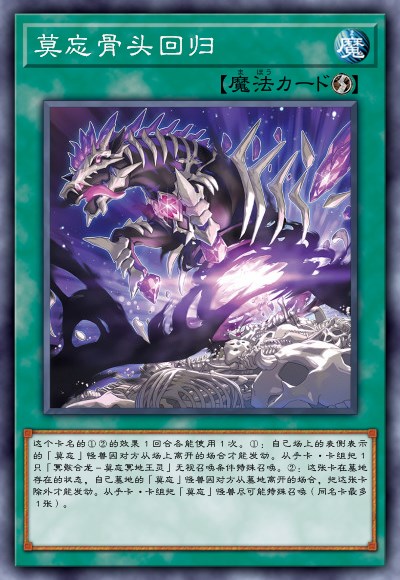 莫忘骨头回归
魔
【魔法カード】
まほう
这个卡名的①②的效果1回合各能使用1次。①：自己场上的表侧表示
的「莫忘」怪兽因对方从场上离开的场合才能发动。从手卡·卡组把1
只「冥骸合龙－莫忘冥地王灵」无视召唤条件特殊召唤。②：这张卡在墓地
存在的状态，自己墓地的「莫忘」怪兽因对方从墓地离开的场合，把这张卡
除外才能发动。从手卡·卡组把「莫忘」怪兽尽可能特殊召唤（同名卡最多
1张）。